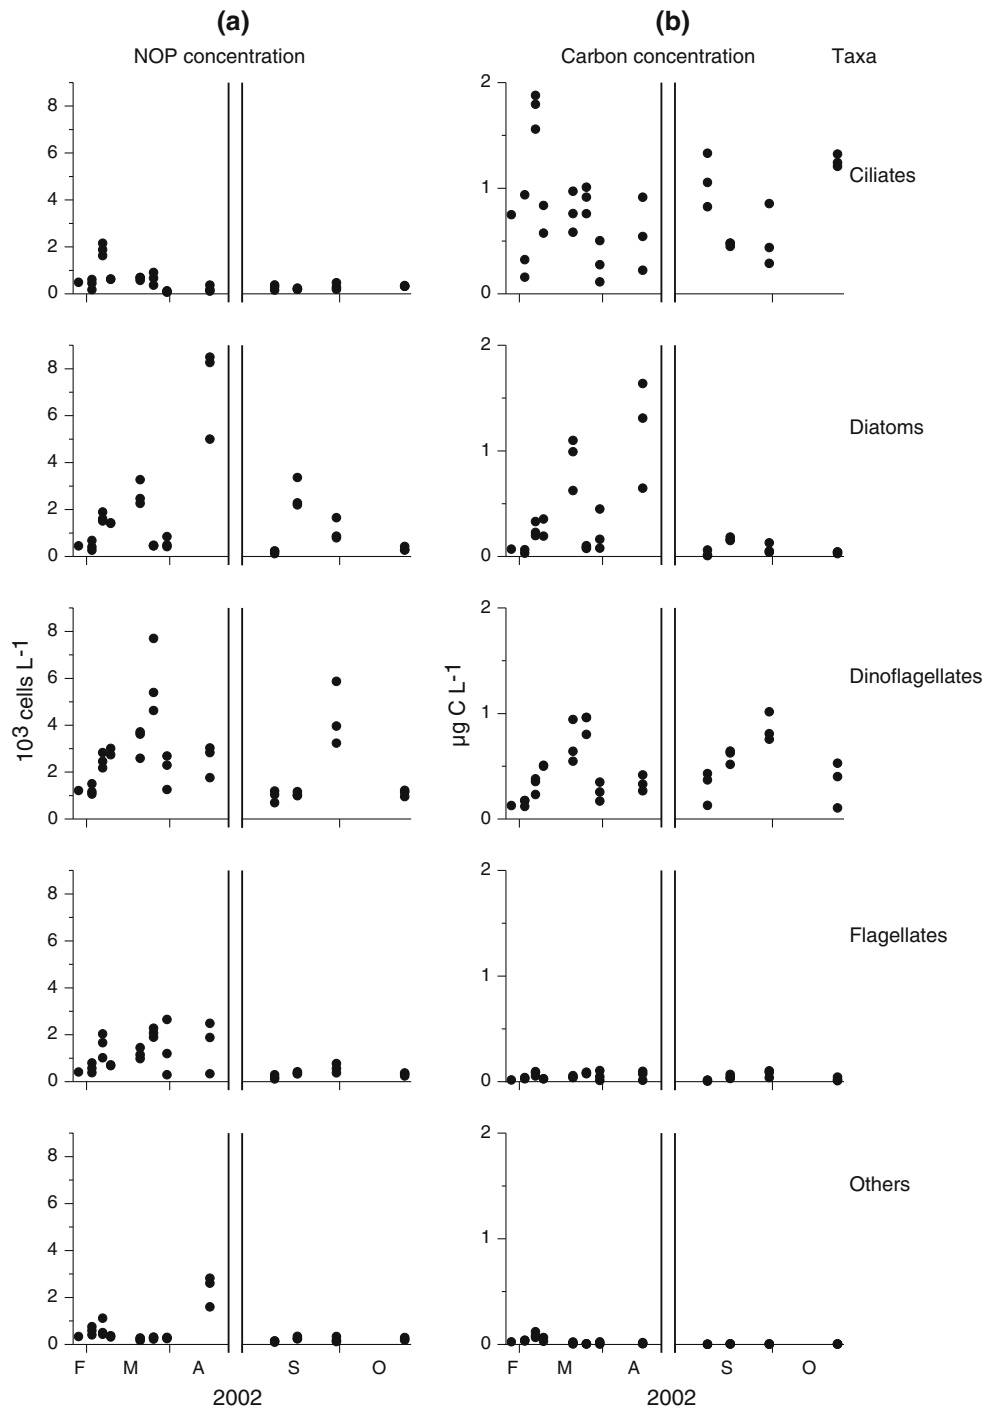 (a) (b)
NOP concentration Carbon concentration Taxa
8 6 4 2 0
2 1 0
Ciliates
8 6 4 2 0
2 1 0
Diatoms
10³ cells L⁻¹
8 6 4 2 0
µg C L⁻¹
2 1 0
Dinoflagellates
8 6 4 2 0
2 1 0
Flagellates
8 6 4 2 0
2 1 0
Others
F M A S O F M A S O
2002 2002